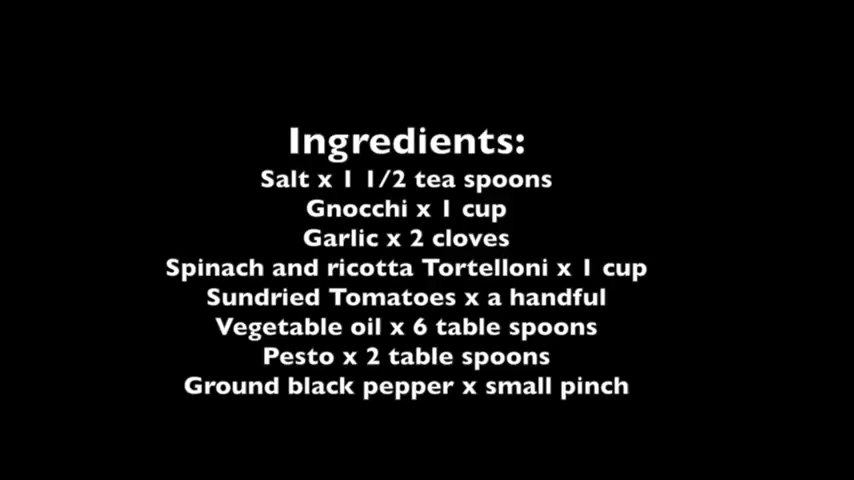 Ingredients:
Salt x 1 1/2 tea spoons
Gnocchi x 1 cup
Garlic x 2 cloves
Spinach and ricotta Tortelloni x 1 cup
Sundried Tomatoes x a handful
Vegetable oil x 6 table spoons
Pesto x 2 table spoons
Ground black pepper x small pinch